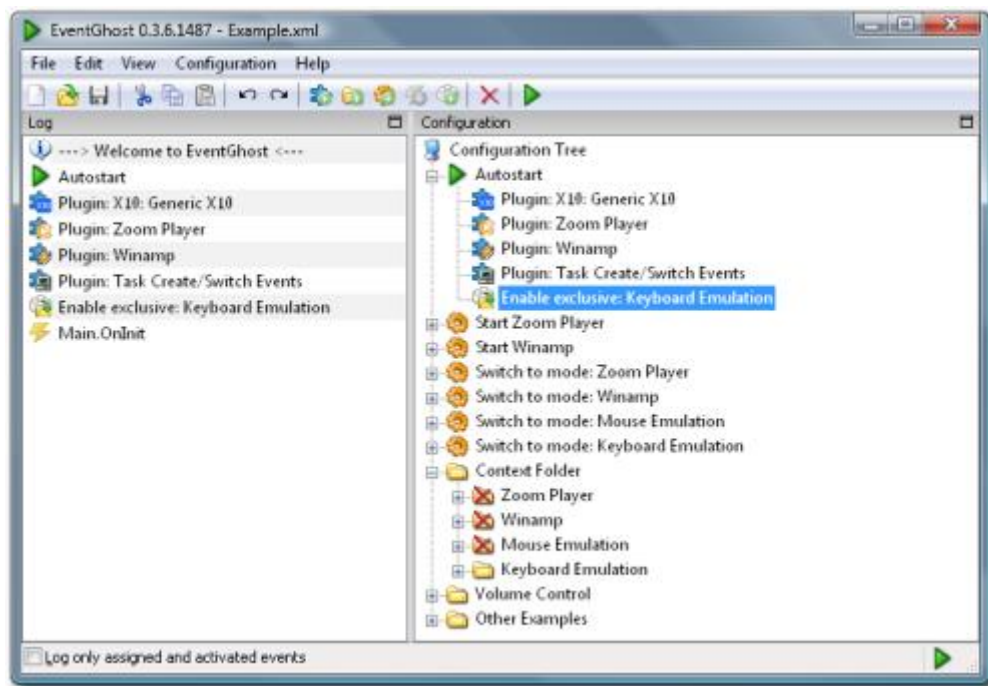 EventGhost 0.3.6.1487 - Example.xml
File Edit View Configuration Help
Log
---> Welcome to EventGhost <---
Autostart
Plugin: X10: Generic X10
Plugin: Zoom Player
Plugin: Winamp
Plugin: Task Create/Switch Events
Enable exclusive: Keyboard Emulation
Main.OnInit
Configuration
Configuration Tree
Autostart
Plugin: X10: Generic X10
Plugin: Zoom Player
Plugin: Winamp
Plugin: Task Create/Switch Events
Enable exclusive: Keyboard Emulation
Start Zoom Player
Start Winamp
Switch to mode: Zoom Player
Switch to mode: Winamp
Switch to mode: Mouse Emulation
Switch to mode: Keyboard Emulation
Context Folder
Zoom Player
Winamp
Mouse Emulation
Keyboard Emulation
Volume Control
Other Examples
Log only assigned and activated events